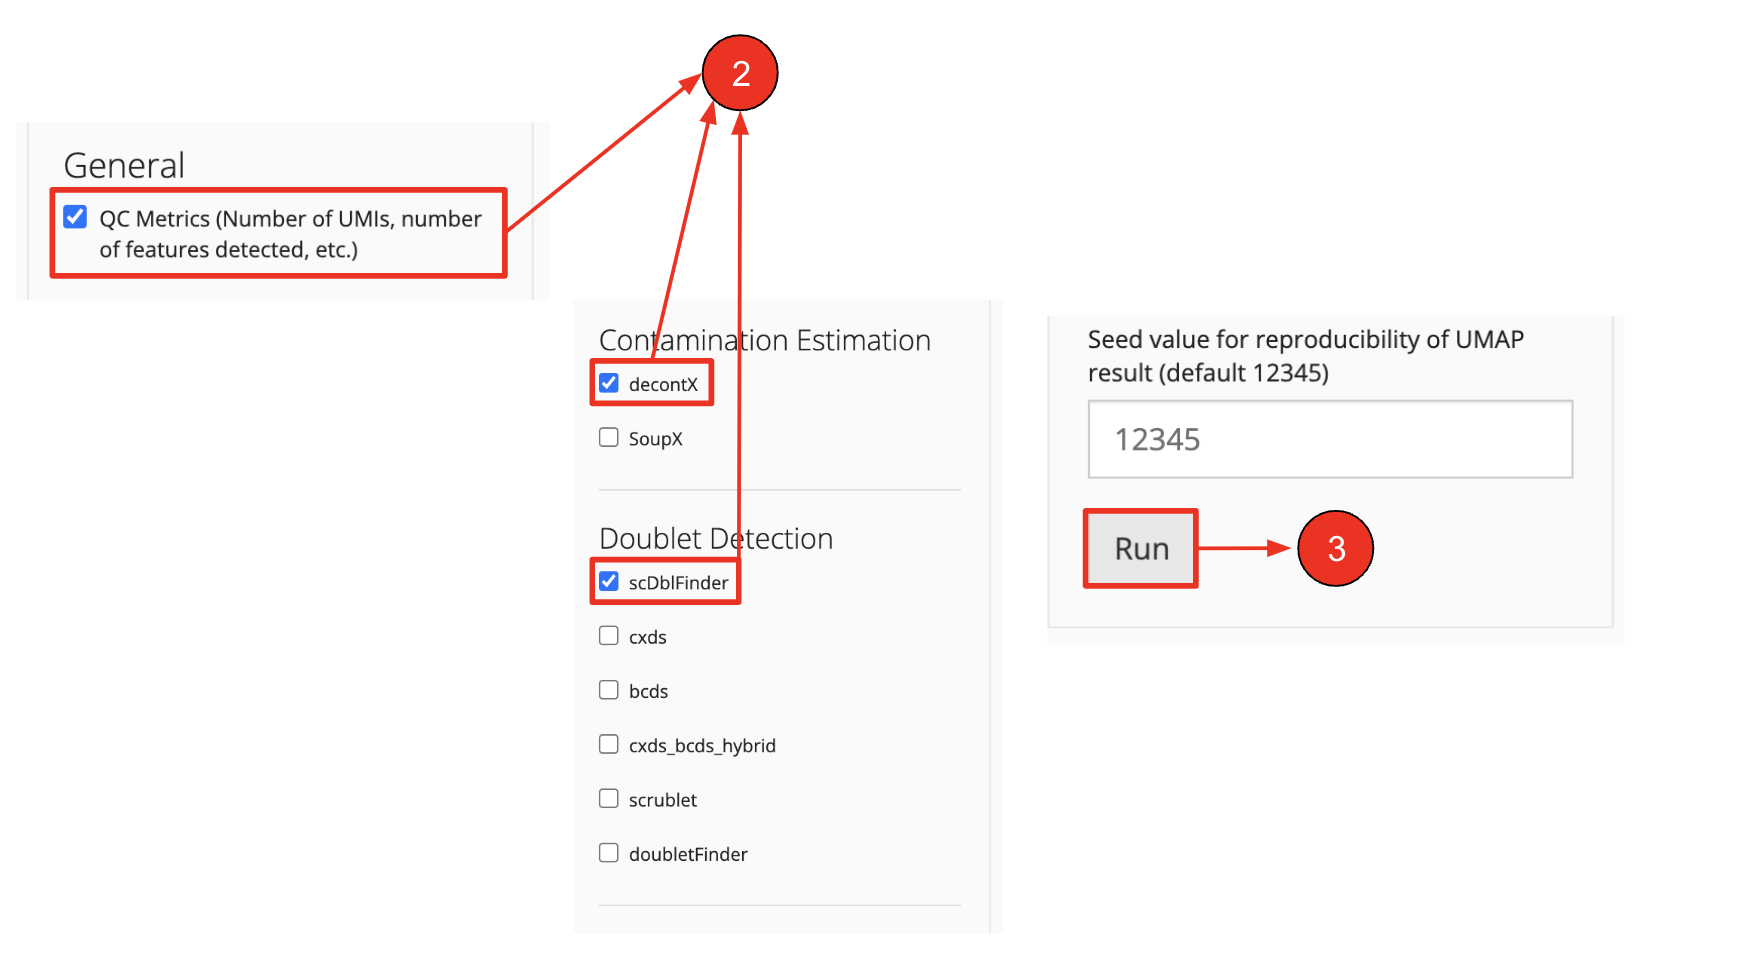 2
General
QC Metrics (Number of UMIs, number
of features detected, etc.)
Contamination Estimation
decontX
SoupX
Doublet Detection
scDblFinder
cxds
bcds
cxds_bcds_hybrid
scrublet
doubletFinder
Seed value for reproducibility of UMAP
result (default 12345)
12345
Run
3